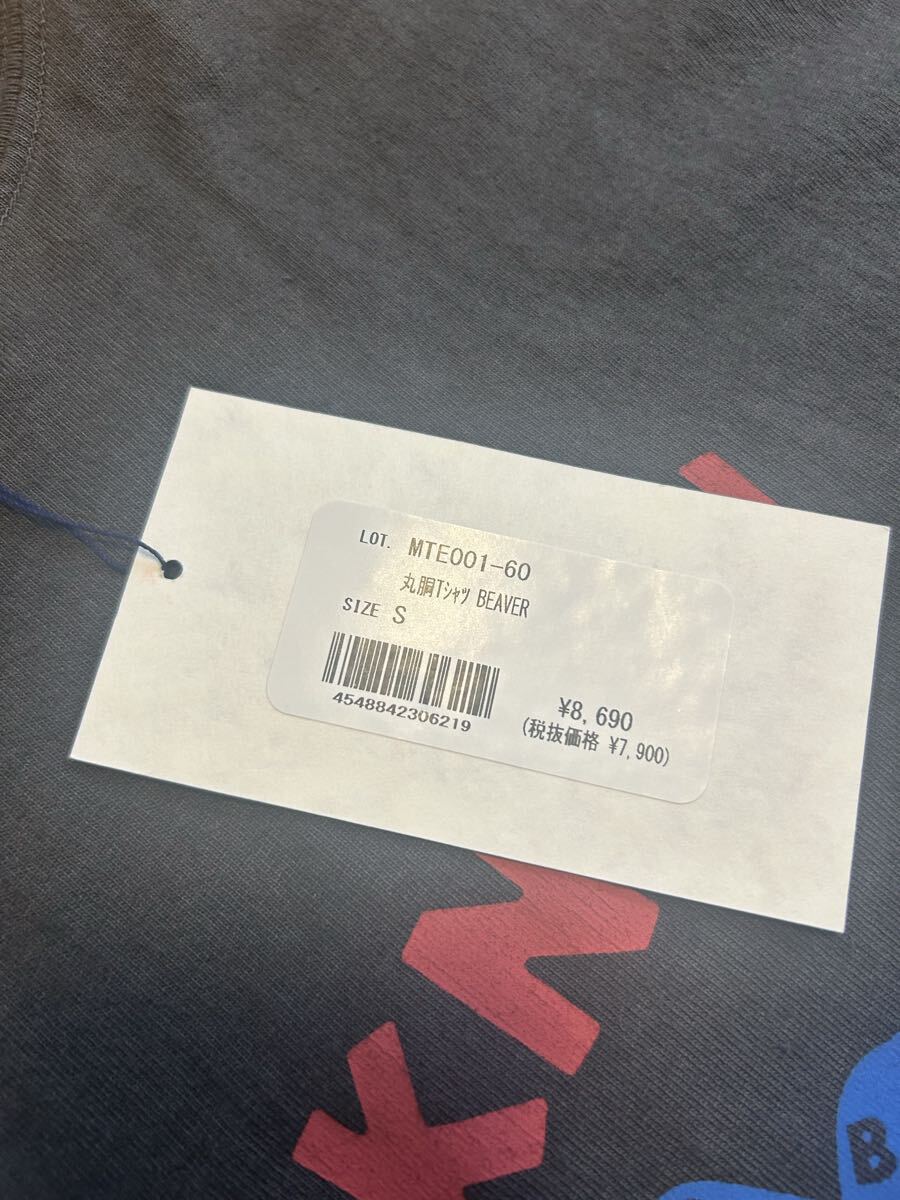 LOT. MTE001-60
丸胴Tｼｬﾂ BEAVER
SIZE S
4548842306219
¥8,690
(税抜価格 ¥7,900)
K
B